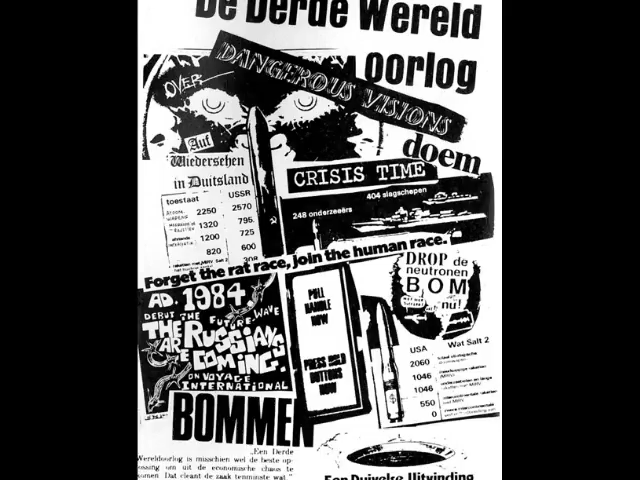 De Derde Wereld
oorlog
DANGEROUS VISIONS
OVER
doem
Auf
Wiedersehen
in Duitsland
CRISIS TIME
404 slagschepen
248 onderzeeërs
toestaat
USSR
2250 2570
1320 795
1200 725
820 600
308
Forget the rat race, join the human race.
DROP de
neutronen
BOM
nu!
AD. 1984
DEBUT THE FUTURE-WAVE
THE RUSSIANS
ARE COMING.
ON VOYAGE
INTERNATIONAL
PULL
HANDLE
NOW
PRESS
BUTTONS
NOW
USA
Wat Salt 2
2060
1046
1046
550
0
BOMMEN
„Een Derde
Wereldoorlog is misschien wel de beste op-
lossing om uit de economische chaos te
komen. Dat cleant de zaak tenminste wat."
Een Duivelse Uitvinding